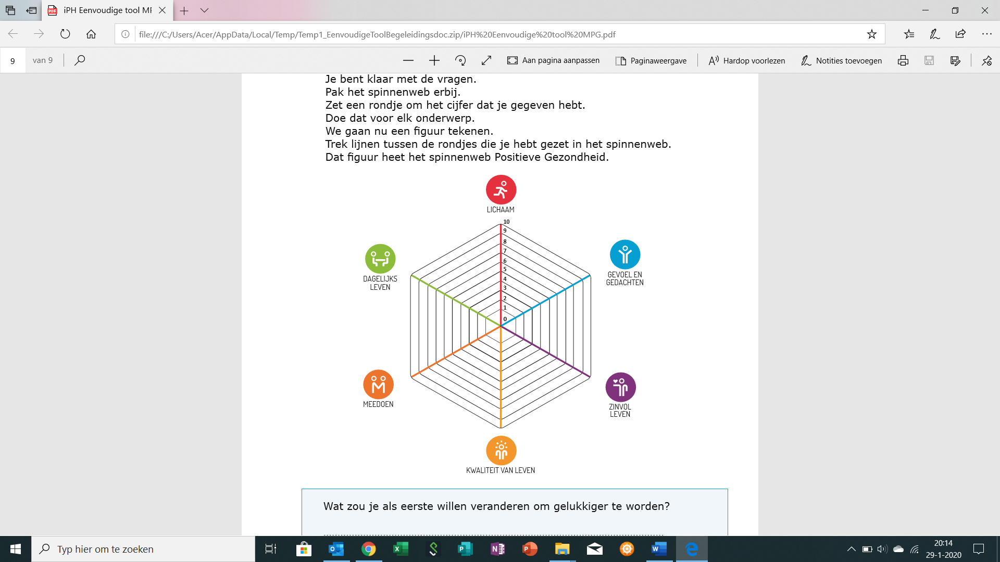 iPH Eenvoudige tool MP
file:///C:/Users/Acer/AppData/Local/Temp/Temp1_EenvoudigeToolBegeleidingsdoc.zip/iPH%20Eenvoudige%20tool%20MPG.pdf
9 van 9
Aan pagina aanpassen
Paginaweergave
Hardop voorlezen
Notities toevoegen
Je bent klaar met de vragen.
Pak het spinnenweb erbij.
Zet een rondje om het cijfer dat je gegeven hebt.
Doe dat voor elk onderwerp.
We gaan nu een figuur tekenen.
Trek lijnen tussen de rondjes die je hebt gezet in het spinnenweb.
Dat figuur heet het spinnenweb Positieve Gezondheid.
LICHAAM
10
9
8
7
6
5
4
3
2
1
0
DAGELIJKS
LEVEN
GEVOEL EN
GEDACHTEN
MEEDOEN
ZINVOL
LEVEN
KWALITEIT VAN LEVEN
Wat zou je als eerste willen veranderen om gelukkiger te worden?
Typ hier om te zoeken
20:14
29-1-2020